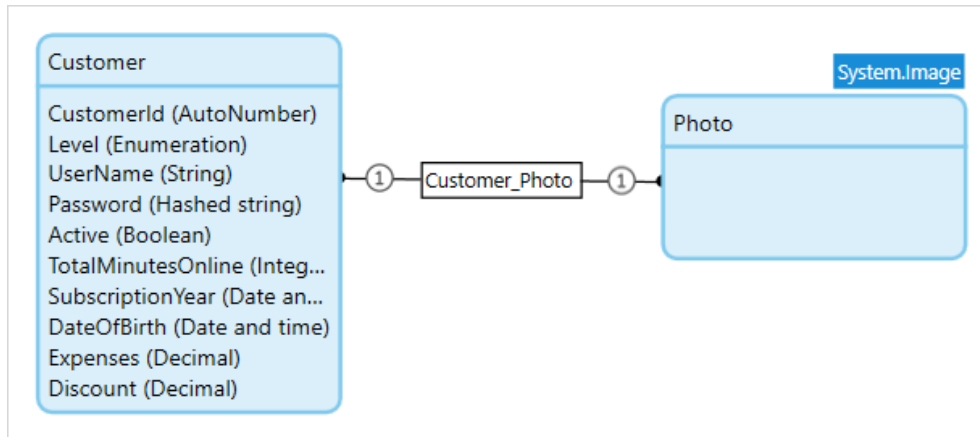 Customer
CustomerId (AutoNumber)
Level (Enumeration)
UserName (String)
Password (Hashed string)
Active (Boolean)
TotalMinutesOnline (Integ...
SubscriptionYear (Date an...
DateOfBirth (Date and time)
Expenses (Decimal)
Discount (Decimal)
1
Customer_Photo
1
System.Image
Photo